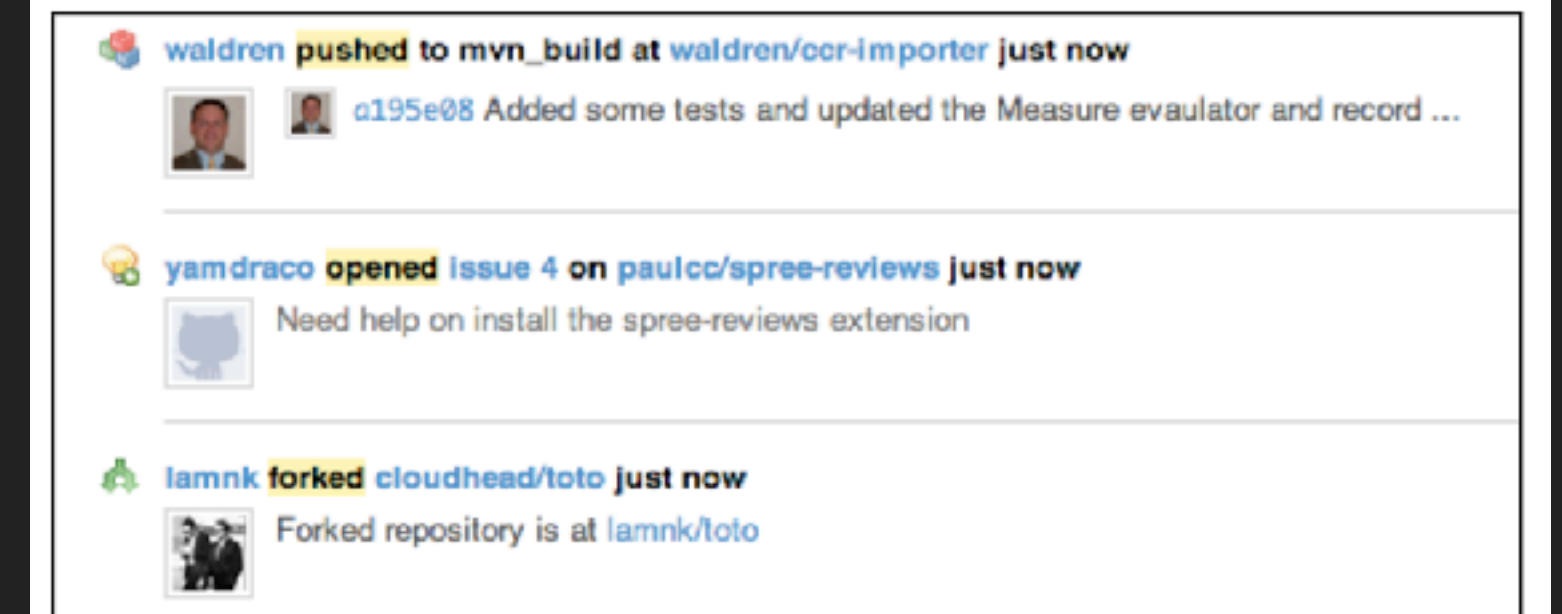 waldren pushed to mvn_build at waldren/ccr-importer just now
a195e08 Added some tests and updated the Measure evaulator and record ...
yamdraco opened issue 4 on paulcc/spree-reviews just now
Need help on install the spree-reviews extension
lamnk forked cloudhead/toto just now
Forked repository is at lamnk/toto